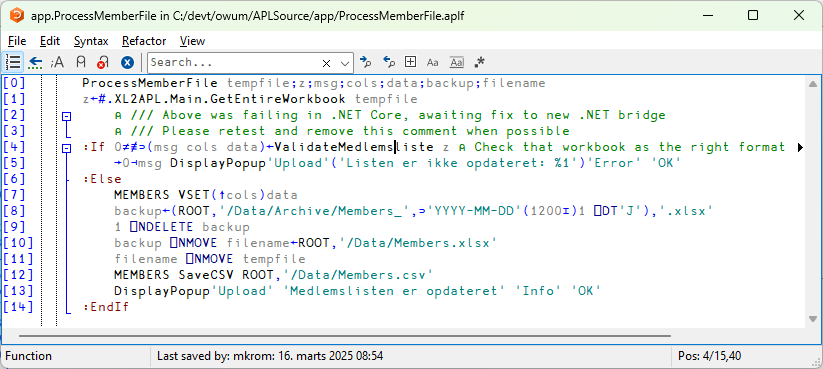 app.ProcessMemberFile in C:/devt/owum/APLSource/app/ProcessMemberFile.aplf
File Edit Syntax Refactor View
Search...
[0] ProcessMemberFile tempfile;z;msg;cols;data;backup;filename
[1] z←#.XL2APL.Main.GetEntireWorkbook tempfile
[2] ⍝ /// Above was failing in .NET Core, awaiting fix to new .NET bridge
[3] ⍝ /// Please retest and remove this comment when possible
[4] :If 0≠≢⊃(msg cols data)←ValidateMedlemsliste z ⍝ Check that workbook as the right format
[5] →0⊣msg DisplayPopup'Upload'('Listen er ikke opdateret: %1')'Error' 'OK'
[6] :Else
[7] MEMBERS ⎕VSET(↑cols)data
[8] backup←(ROOT,'/Data/Archive/Members_',⊃'YYYY-MM-DD'(1200⌶)1 ⎕DT'J'),'.xlsx'
[9] 1 ⎕NDELETE backup
[10] backup ⎕NMOVE filename←ROOT,'/Data/Members.xlsx'
[11] filename ⎕NMOVE tempfile
[12] MEMBERS SaveCSV ROOT,'/Data/Members.csv'
[13] DisplayPopup'Upload' 'Medlemslisten er opdateret' 'Info' 'OK'
[14] :EndIf
Function Last saved by: mkrom: 16. marts 2025 08:54 Pos: 4/15,40